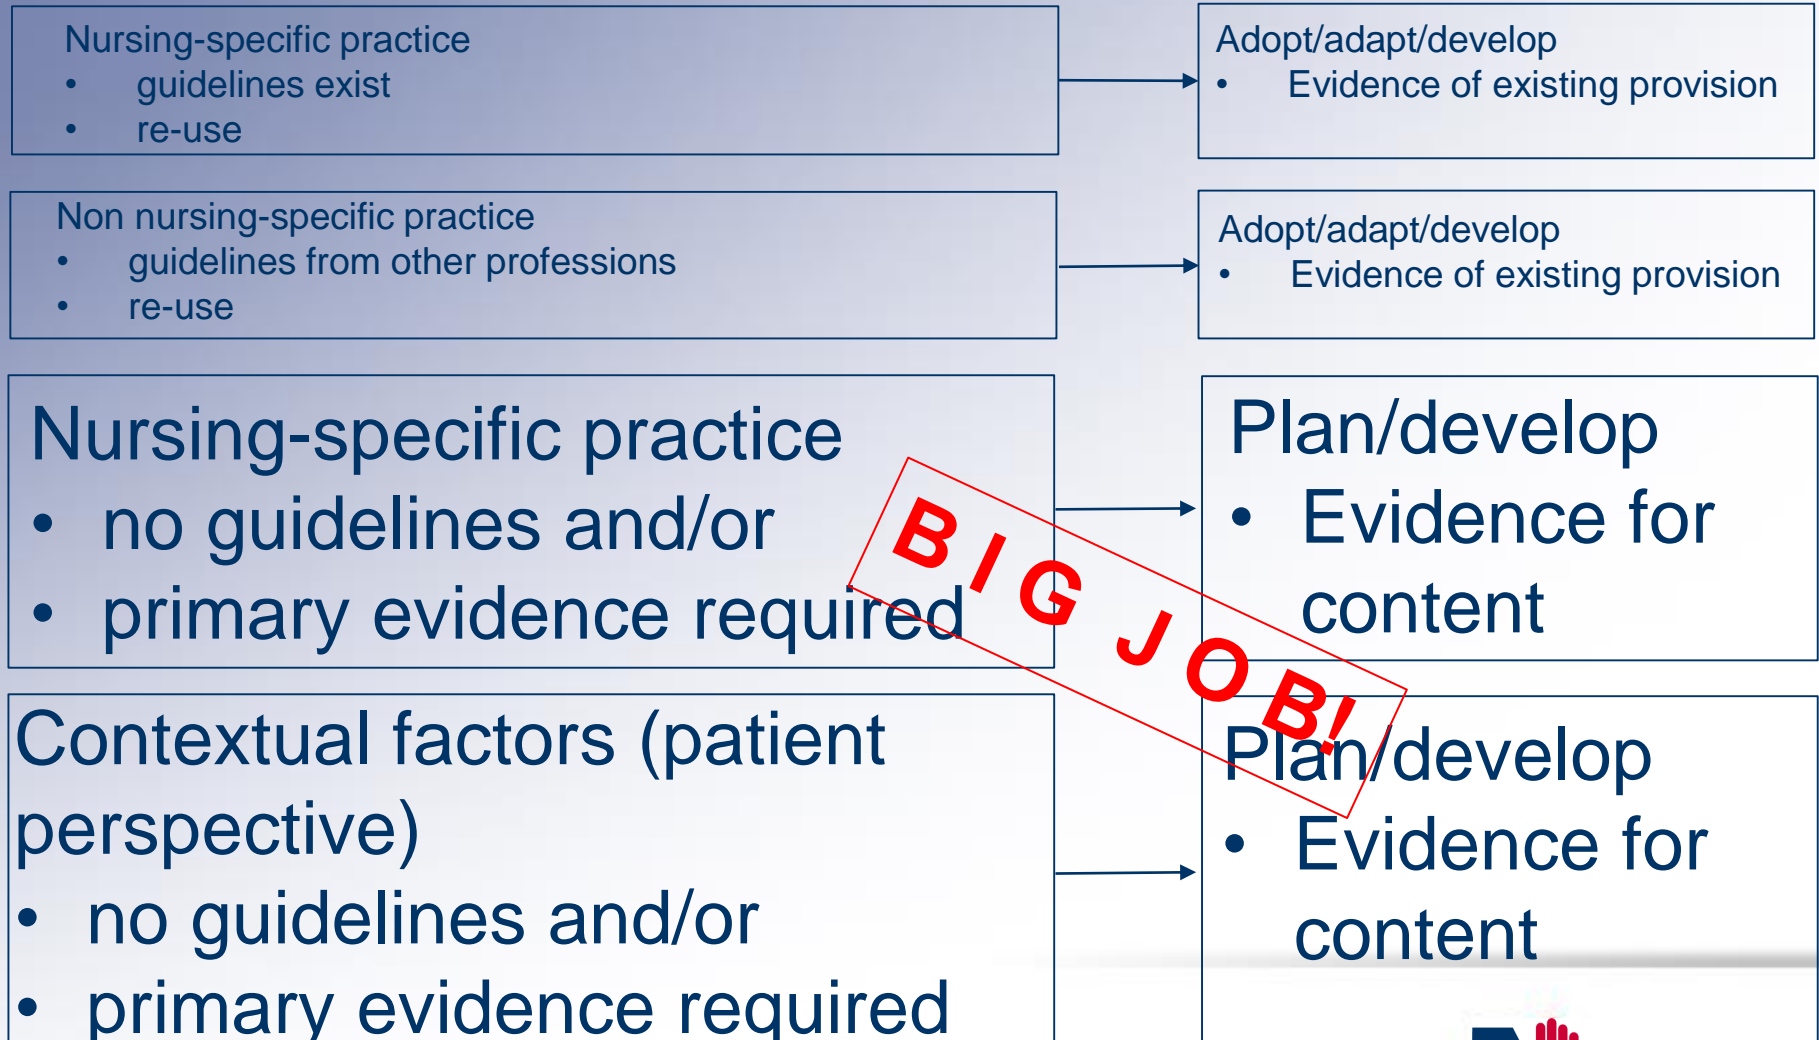 Nursing-specific practice
• guidelines exist
• re-use
Adopt/adapt/develop
• Evidence of existing provision
Non nursing-specific practice
• guidelines from other professions
• re-use
Adopt/adapt/develop
• Evidence of existing provision
Nursing-specific practice
• no guidelines and/or
• primary evidence required
Plan/develop
• Evidence for
content
BIG JOB!
Contextual factors (patient
perspective)
• no guidelines and/or
• primary evidence required
Plan/develop
• Evidence for
content